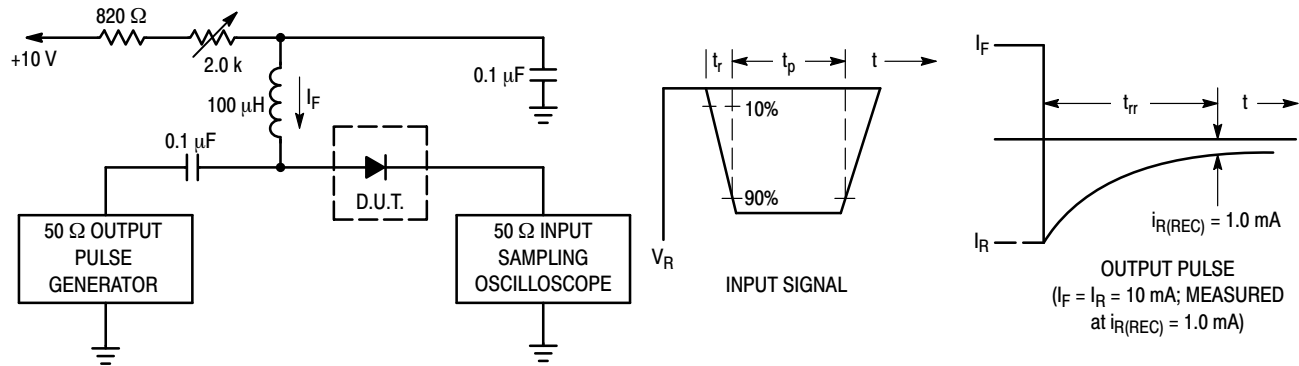 820 Ω
+10 V
2.0 k
100 μH
I_F
0.1 μF
0.1 μF
D.U.T.
50 Ω OUTPUT
PULSE
GENERATOR
50 Ω INPUT
SAMPLING
OSCILLOSCOPE
t_r
t_p
t
10%
90%
V_R
INPUT SIGNAL
I_F
t_rr
t
I_R
i_R(REC) = 1.0 mA
OUTPUT PULSE
(I_F = I_R = 10 mA; MEASURED
at i_R(REC) = 1.0 mA)